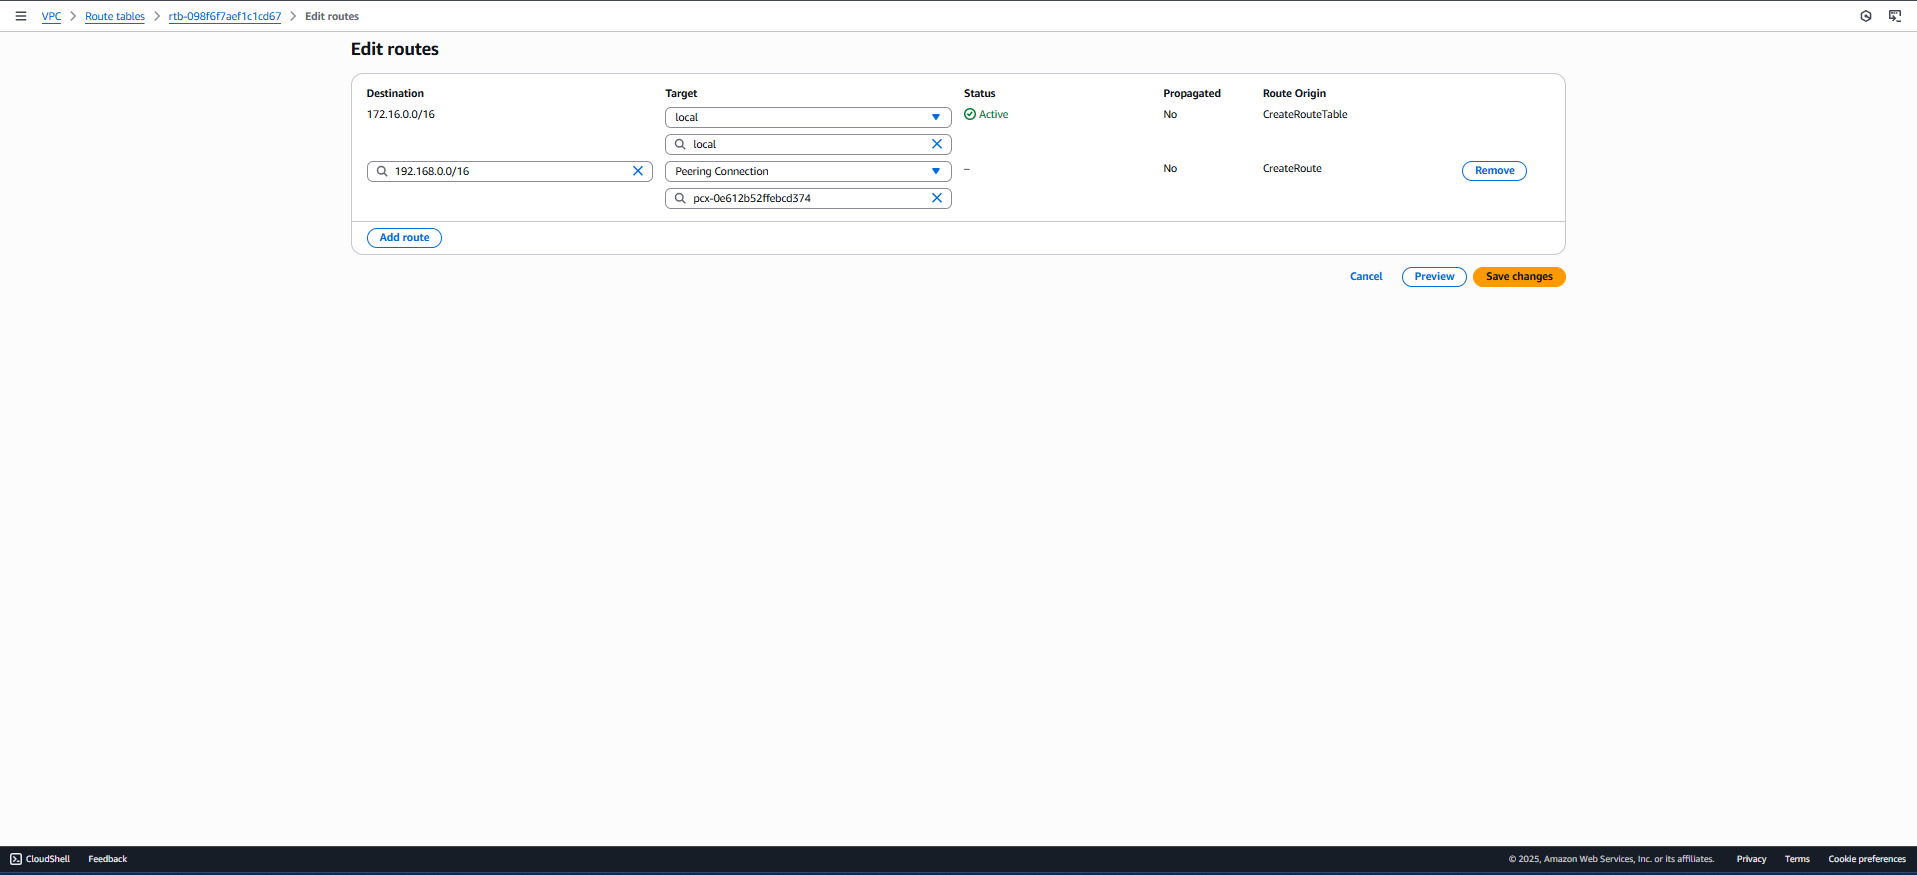 VPC > Route tables > rtb-098f6f7aef1c1cd67 > Edit routes
Edit routes
Destination Target Status Propagated Route Origin
172.16.0.0/16 local Active No CreateRouteTable
local
192.168.0.0/16 Peering Connection – No CreateRoute Remove
pcx-0e612b52ffebcd374
Add route
Cancel Preview Save changes
CloudShell Feedback © 2025, Amazon Web Services, Inc. or its affiliates. Privacy Terms Cookie preferences